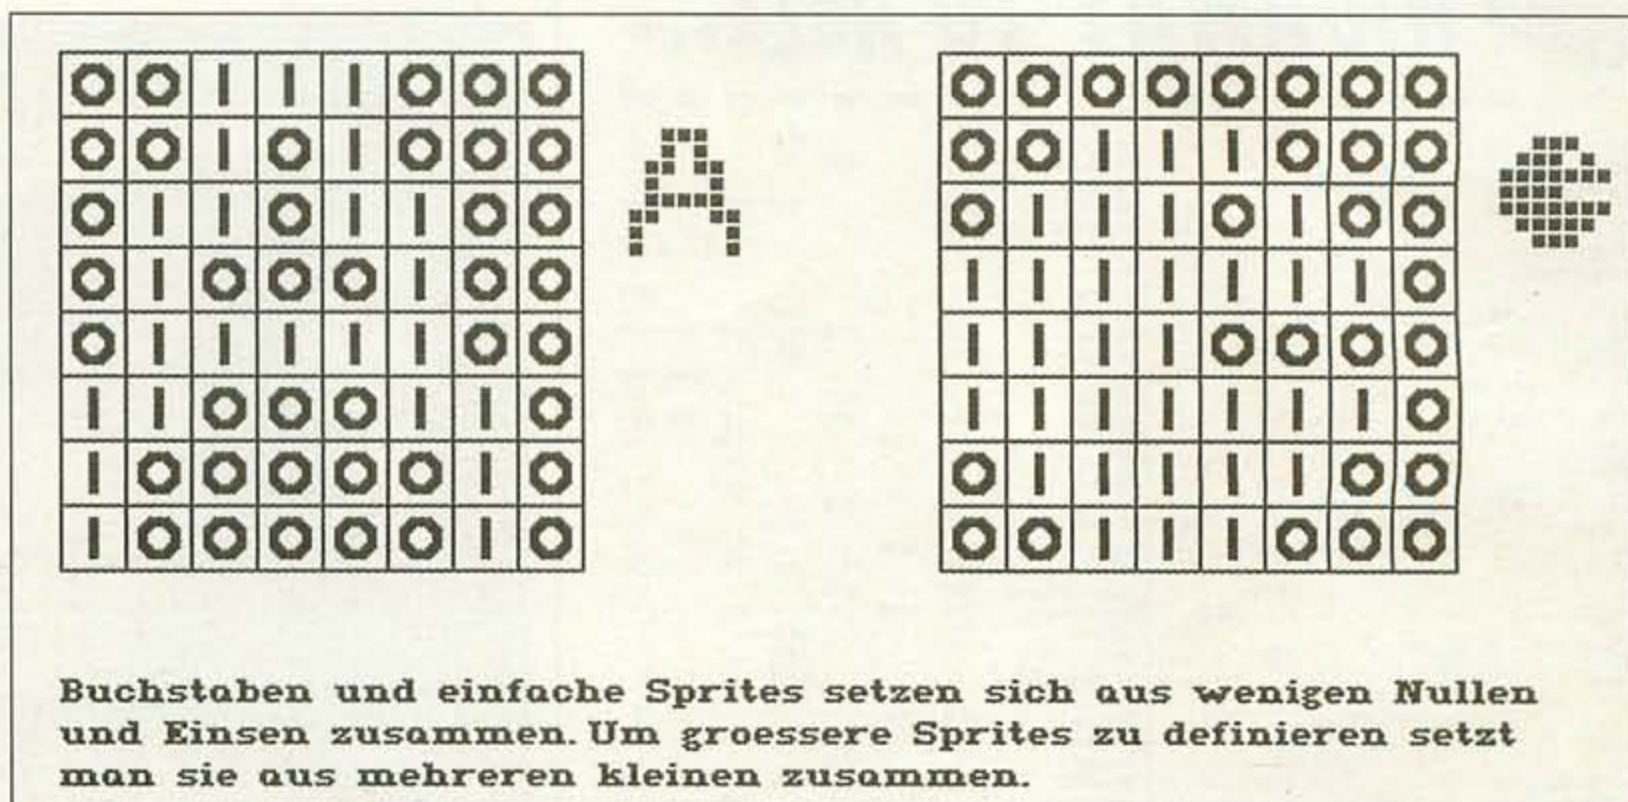 O O I I I O O O
O O I O I O O O
O I I O I I O O
O I O O O I O O
O I I I I I O O
I I O O O I I O
I O O O O O I O
I O O O O O I O
O O O O O O O O
O O I I I O O O
O I I I O I O O
I I I I I I I O
I I I I O O O O
I I I I I I I O
O I I I I I O O
O O I I I O O O
A
Buchstaben und einfache Sprites setzen sich aus wenigen Nullen
und Einsen zusammen. Um groessere Sprites zu definieren setzt
man sie aus mehreren kleinen zusammen.